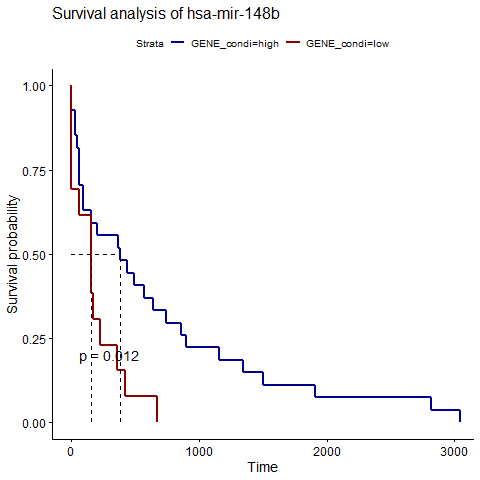 Survival analysis of hsa-mir-148b
Strata GENE_condi=high GENE_condi=low
Survival probability
1.00
0.75
0.50
0.25
0.00
p = 0.012
0 1000 2000 3000
Time